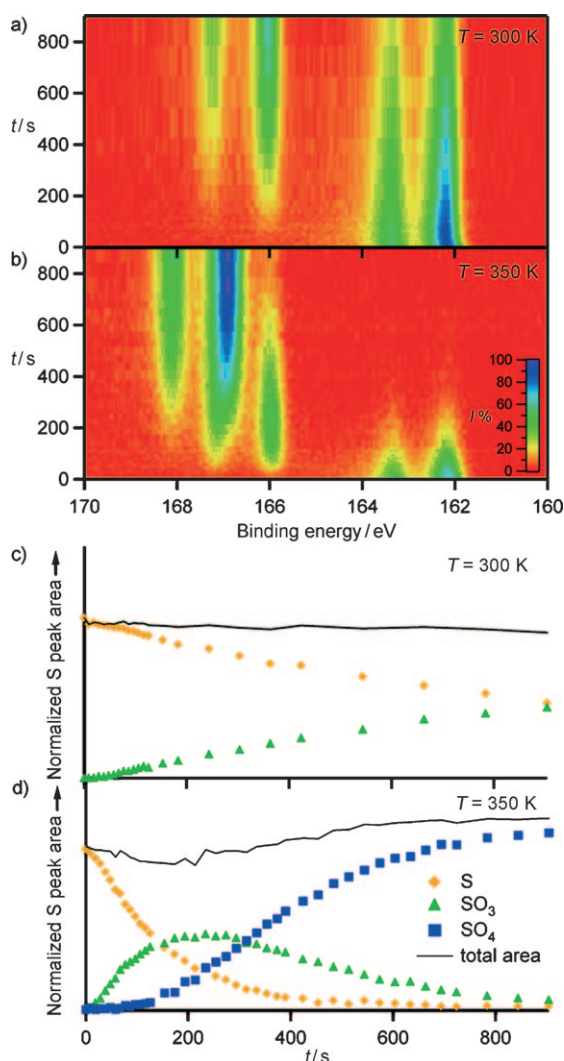 a)
T = 300 K
800
600
t / s
400
200
0
b)
T = 350 K
800
600
t / s
400
200
0
100
80
60
40
20
0
I %
170 168 166 164 162 160
Binding energy / eV
c)
T = 300 K
Normalized S peak area
d)
T = 350 K
Normalized S peak area
S
SO₃
SO₄
total area
0 200 400 600 800
t / s